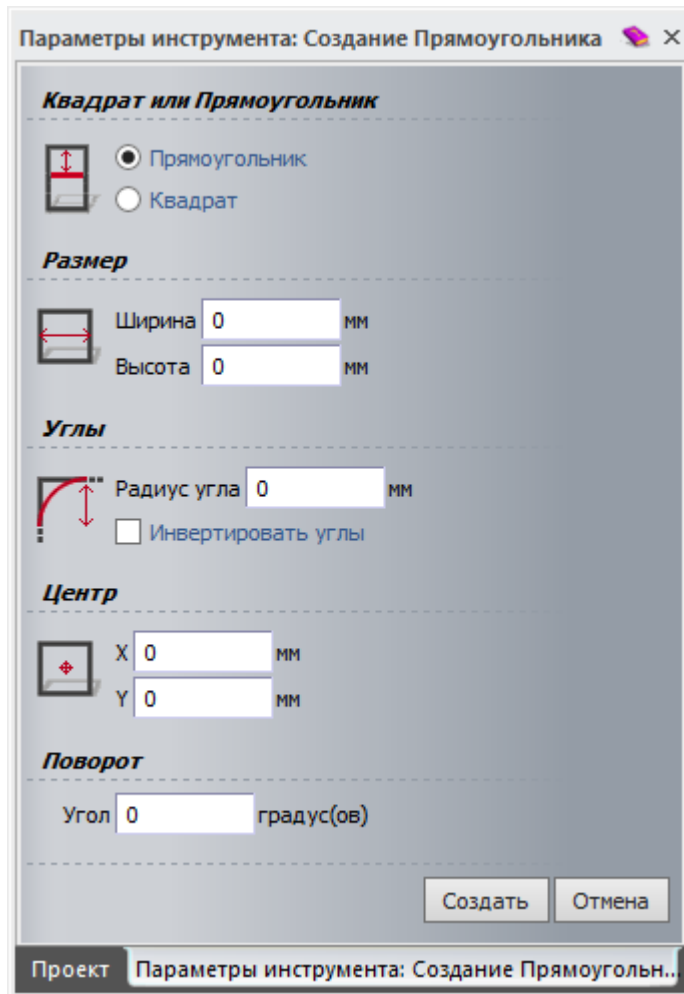 Параметры инструмента: Создание Прямоугольника
Квадрат или Прямоугольник
Прямоугольник
Квадрат
Размер
Ширина 0 мм
Высота 0 мм
Углы
Радиус угла 0 мм
Инвертировать углы
Центр
X 0 мм
Y 0 мм
Поворот
Угол 0 градус(ов)
Создать Отмена
Проект Параметры инструмента: Создание Прямоугольн...